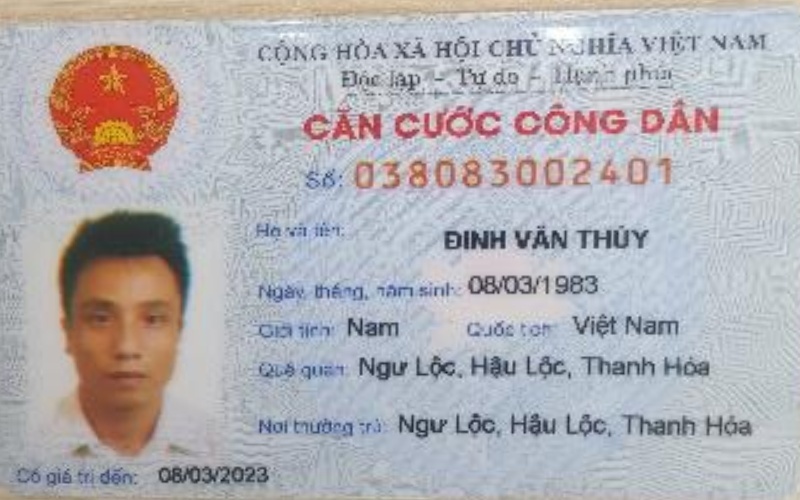 CỘNG HÒA XÃ HỘI CHỦ NGHĨA VIỆT NAM
Độc lập - Tự do - Hạnh phúc
CĂN CƯỚC CÔNG DÂN
Số: 038083002401
Họ và tên:
ĐINH VĂN THỦY
Ngày, tháng, năm sinh: 08/03/1983
Giới tính: Nam Quốc tịch: Việt Nam
Quê quán: Ngư Lộc, Hậu Lộc, Thanh Hóa
Nơi thường trú: Ngư Lộc, Hậu Lộc, Thanh Hóa
Có giá trị đến: 08/03/2023